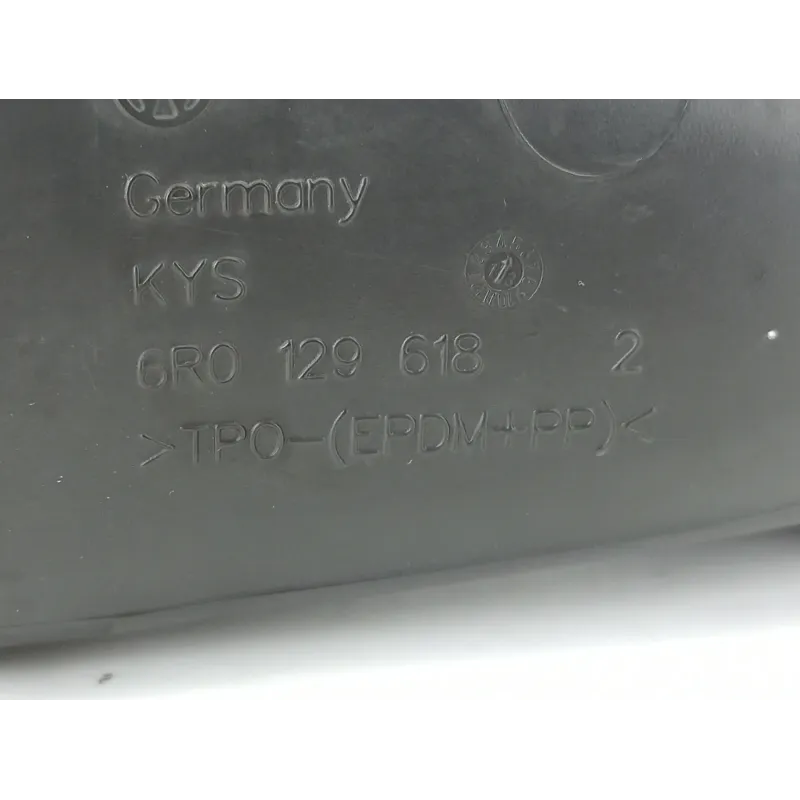 Germany
KYS
6R0 129 618 2
>TPO-(EPDM+PP)<